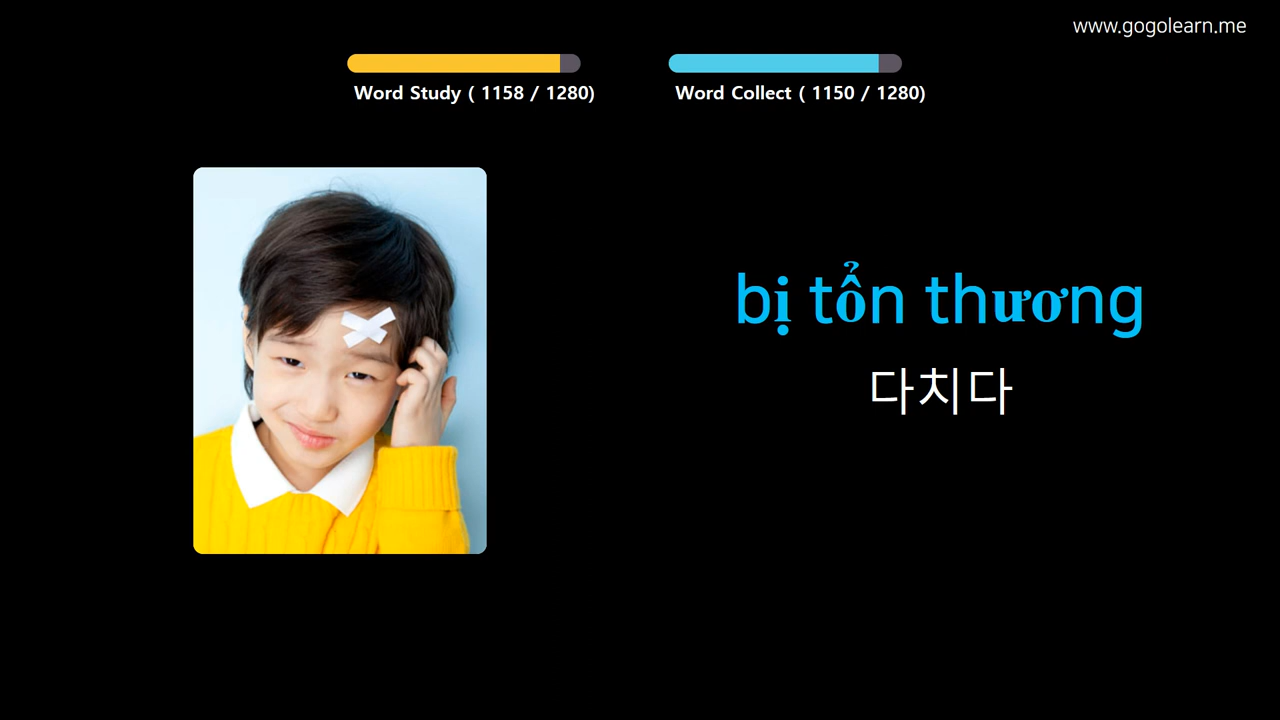 www.gogolearn.me
Word Study ( 1158 / 1280)
Word Collect ( 1150 / 1280)
bị tổn thương
다치다